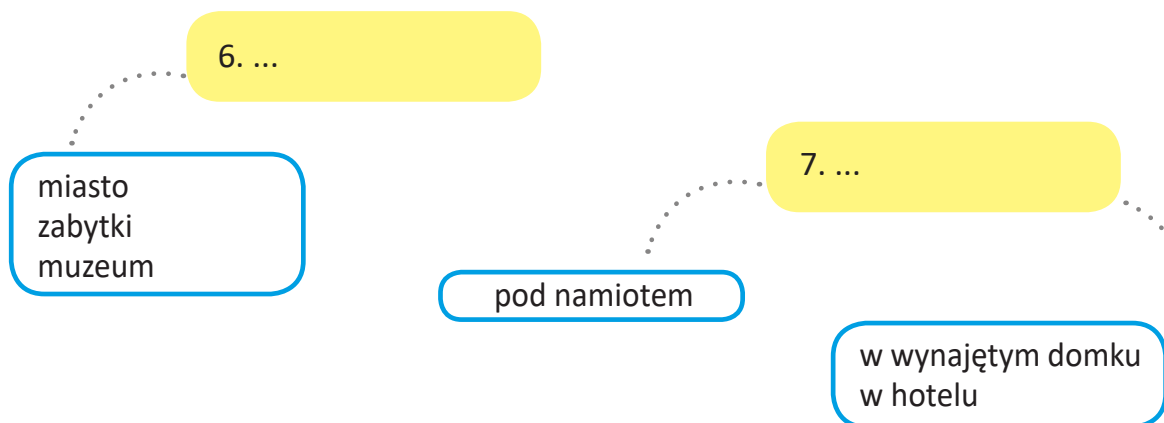 6. ...
miasto
zabytki
muzeum
7. ...
pod namiotem
w wynajętym domku
w hotelu